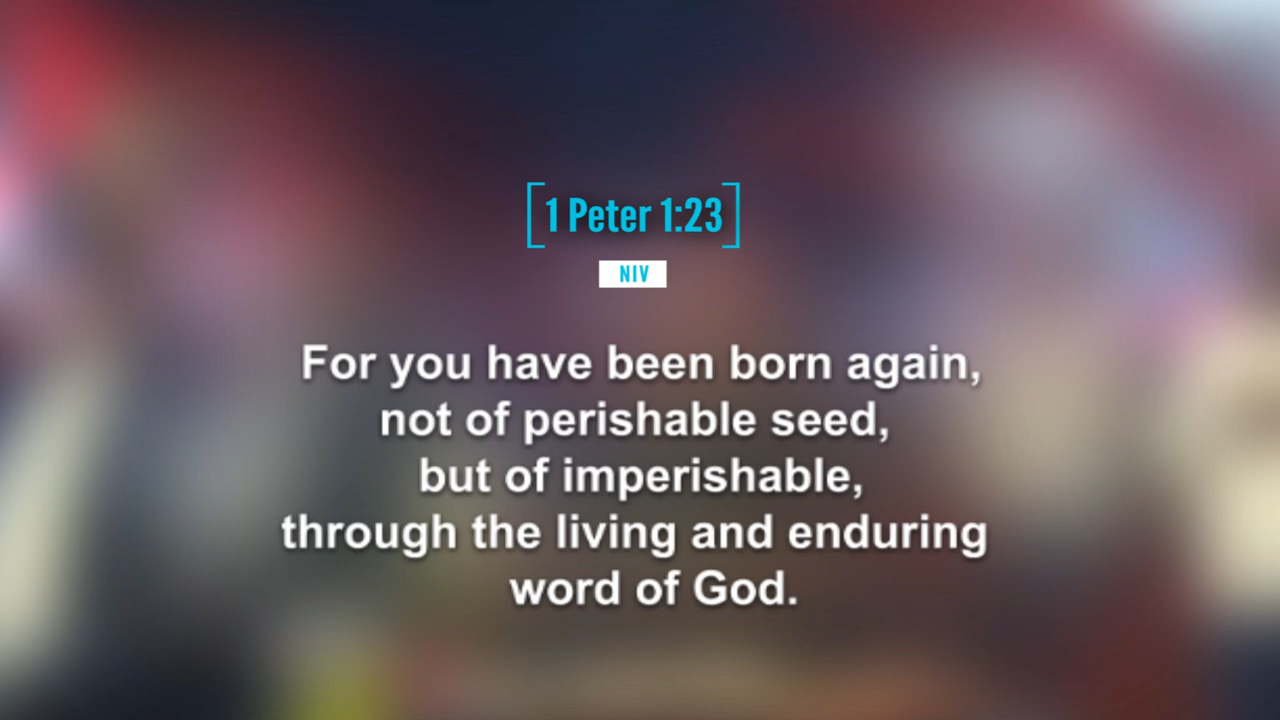 [1 Peter 1:23]
NIV
For you have been born again,
not of perishable seed,
but of imperishable,
through the living and enduring
word of God.